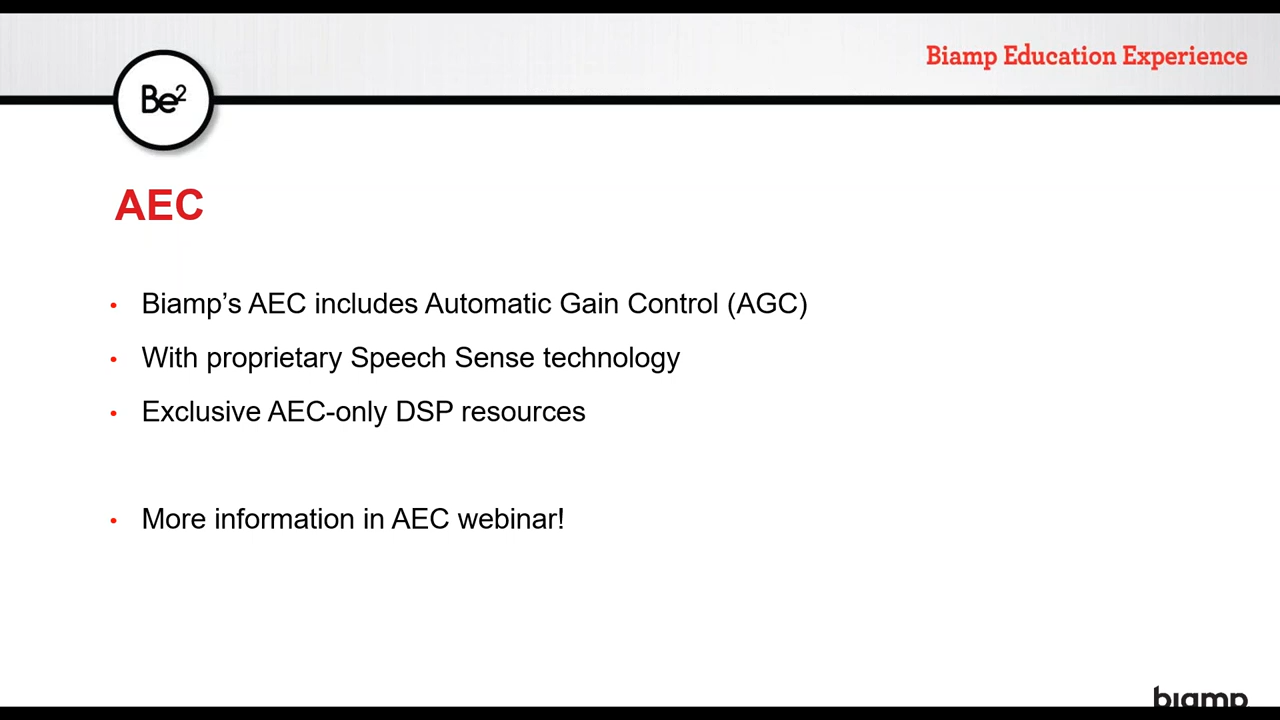 Biamp Education Experience
Be²
AEC
• Biamp’s AEC includes Automatic Gain Control (AGC)
• With proprietary Speech Sense technology
• Exclusive AEC-only DSP resources
• More information in AEC webinar!
biamp